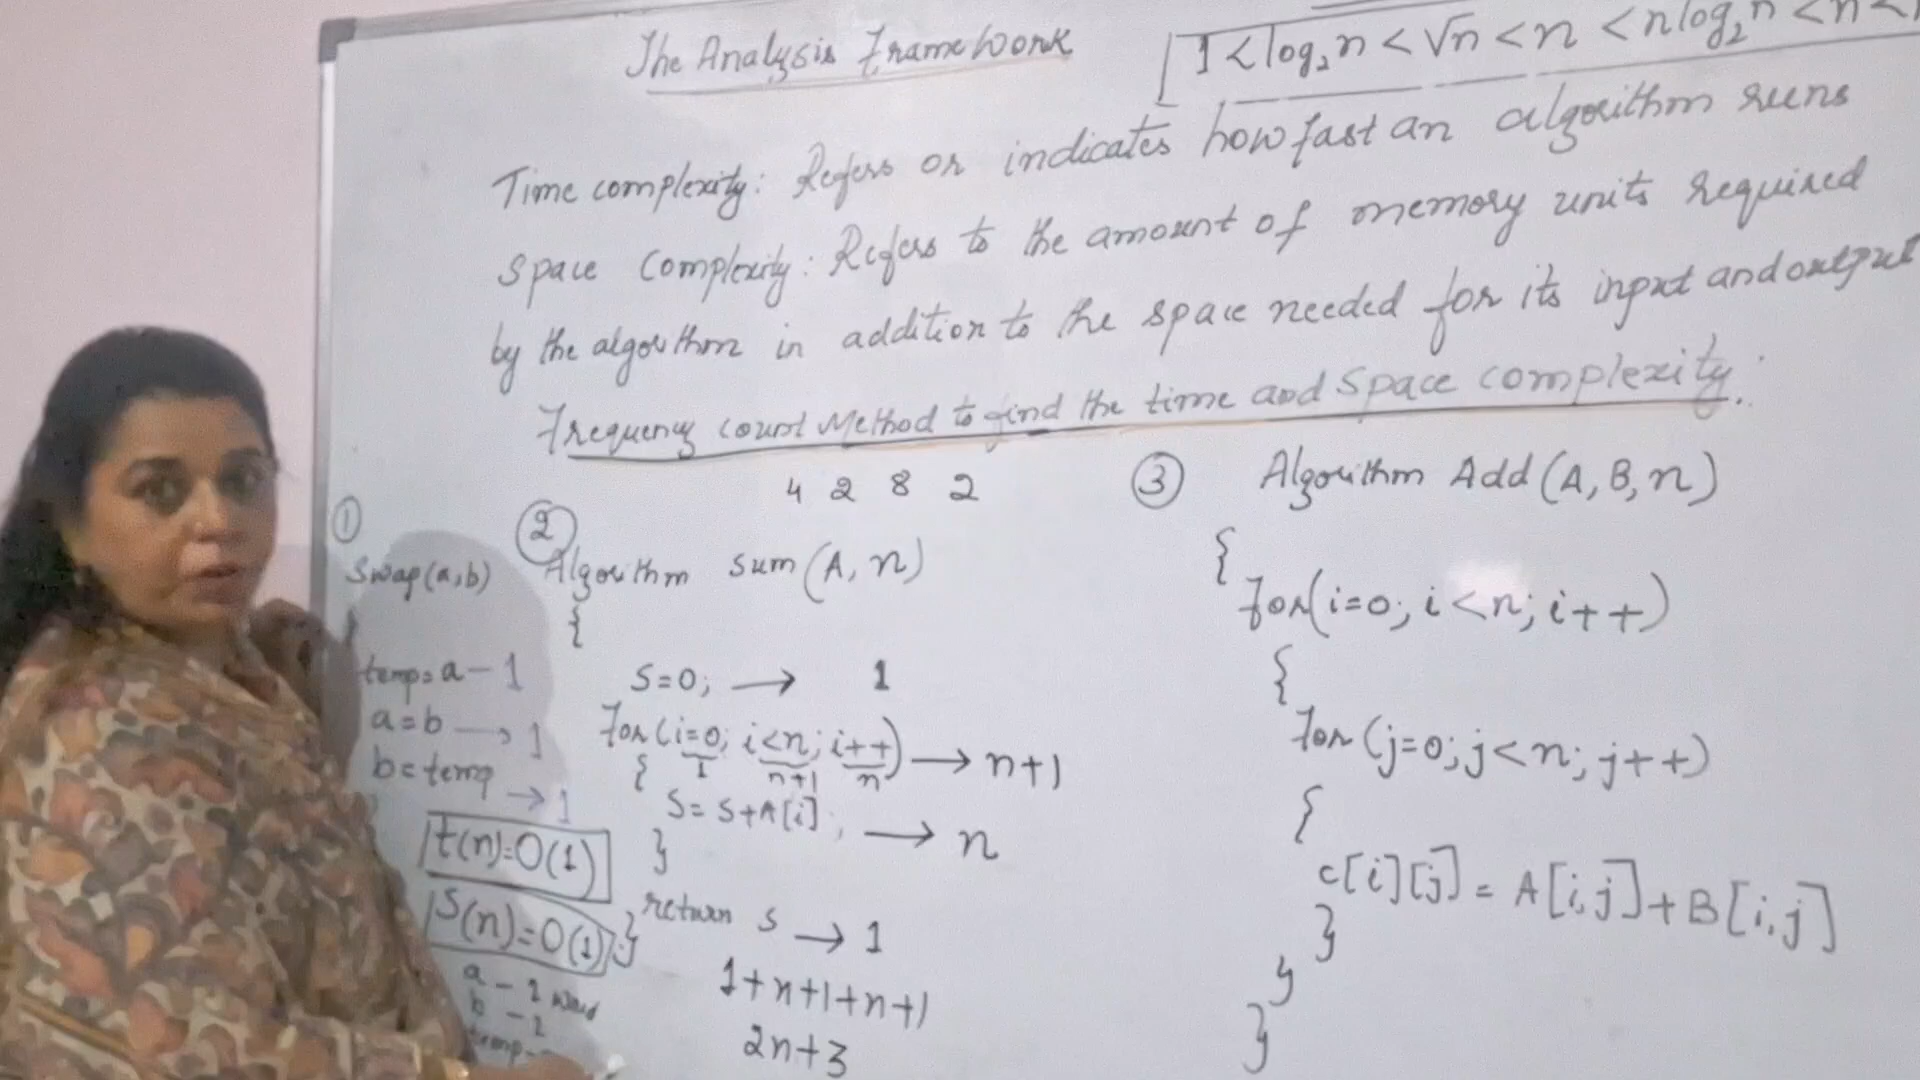 The Analysis Framework
1 < log₂n < √n < n < nlog₂n < n <
Time complexity: Refers or indicates how fast an algorithm runs
Space Complexity: Refers to the amount of memory units required
by the algorithm in addition to the space needed for its input and output
Frequency count Method to find the time and Space complexity.
4 2 8 2
①
Swap(a,b)
{
temp=a - 1
a=b → 1
b=temp → 1
t(n)=O(1)
S(n)=O(1)
a - 1 word
b - 1
temp-
②
Algorithm sum(A, n)
{
S=0; → 1
for(i=0; i<n; i++) → n+1
1 n+1 n
{
S= S+A[i]; → n
}
return s → 1
}
1+n+1+n+1
2n+3
③ Algorithm Add(A, B, n)
{
for(i=0; i<n; i++)
{
for(j=0; j<n; j++)
{
c[i][j] = A[i,j]+B[i,j]
}
}
}